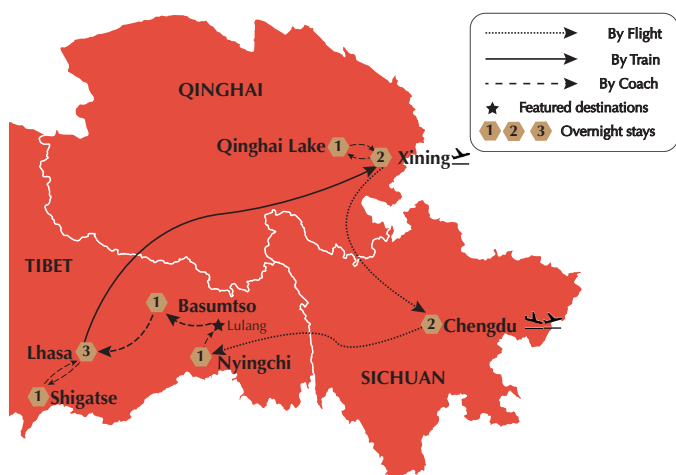 By Flight
By Train
By Coach
Featured destinations
1 2 3 Overnight stays
QINGHAI
Qinghai Lake 1
2 Xining
TIBET
1
Basumtso
Lulang
2 Chengdu
Lhasa 3
1
Nyingchi
SICHUAN
1 Shigatse